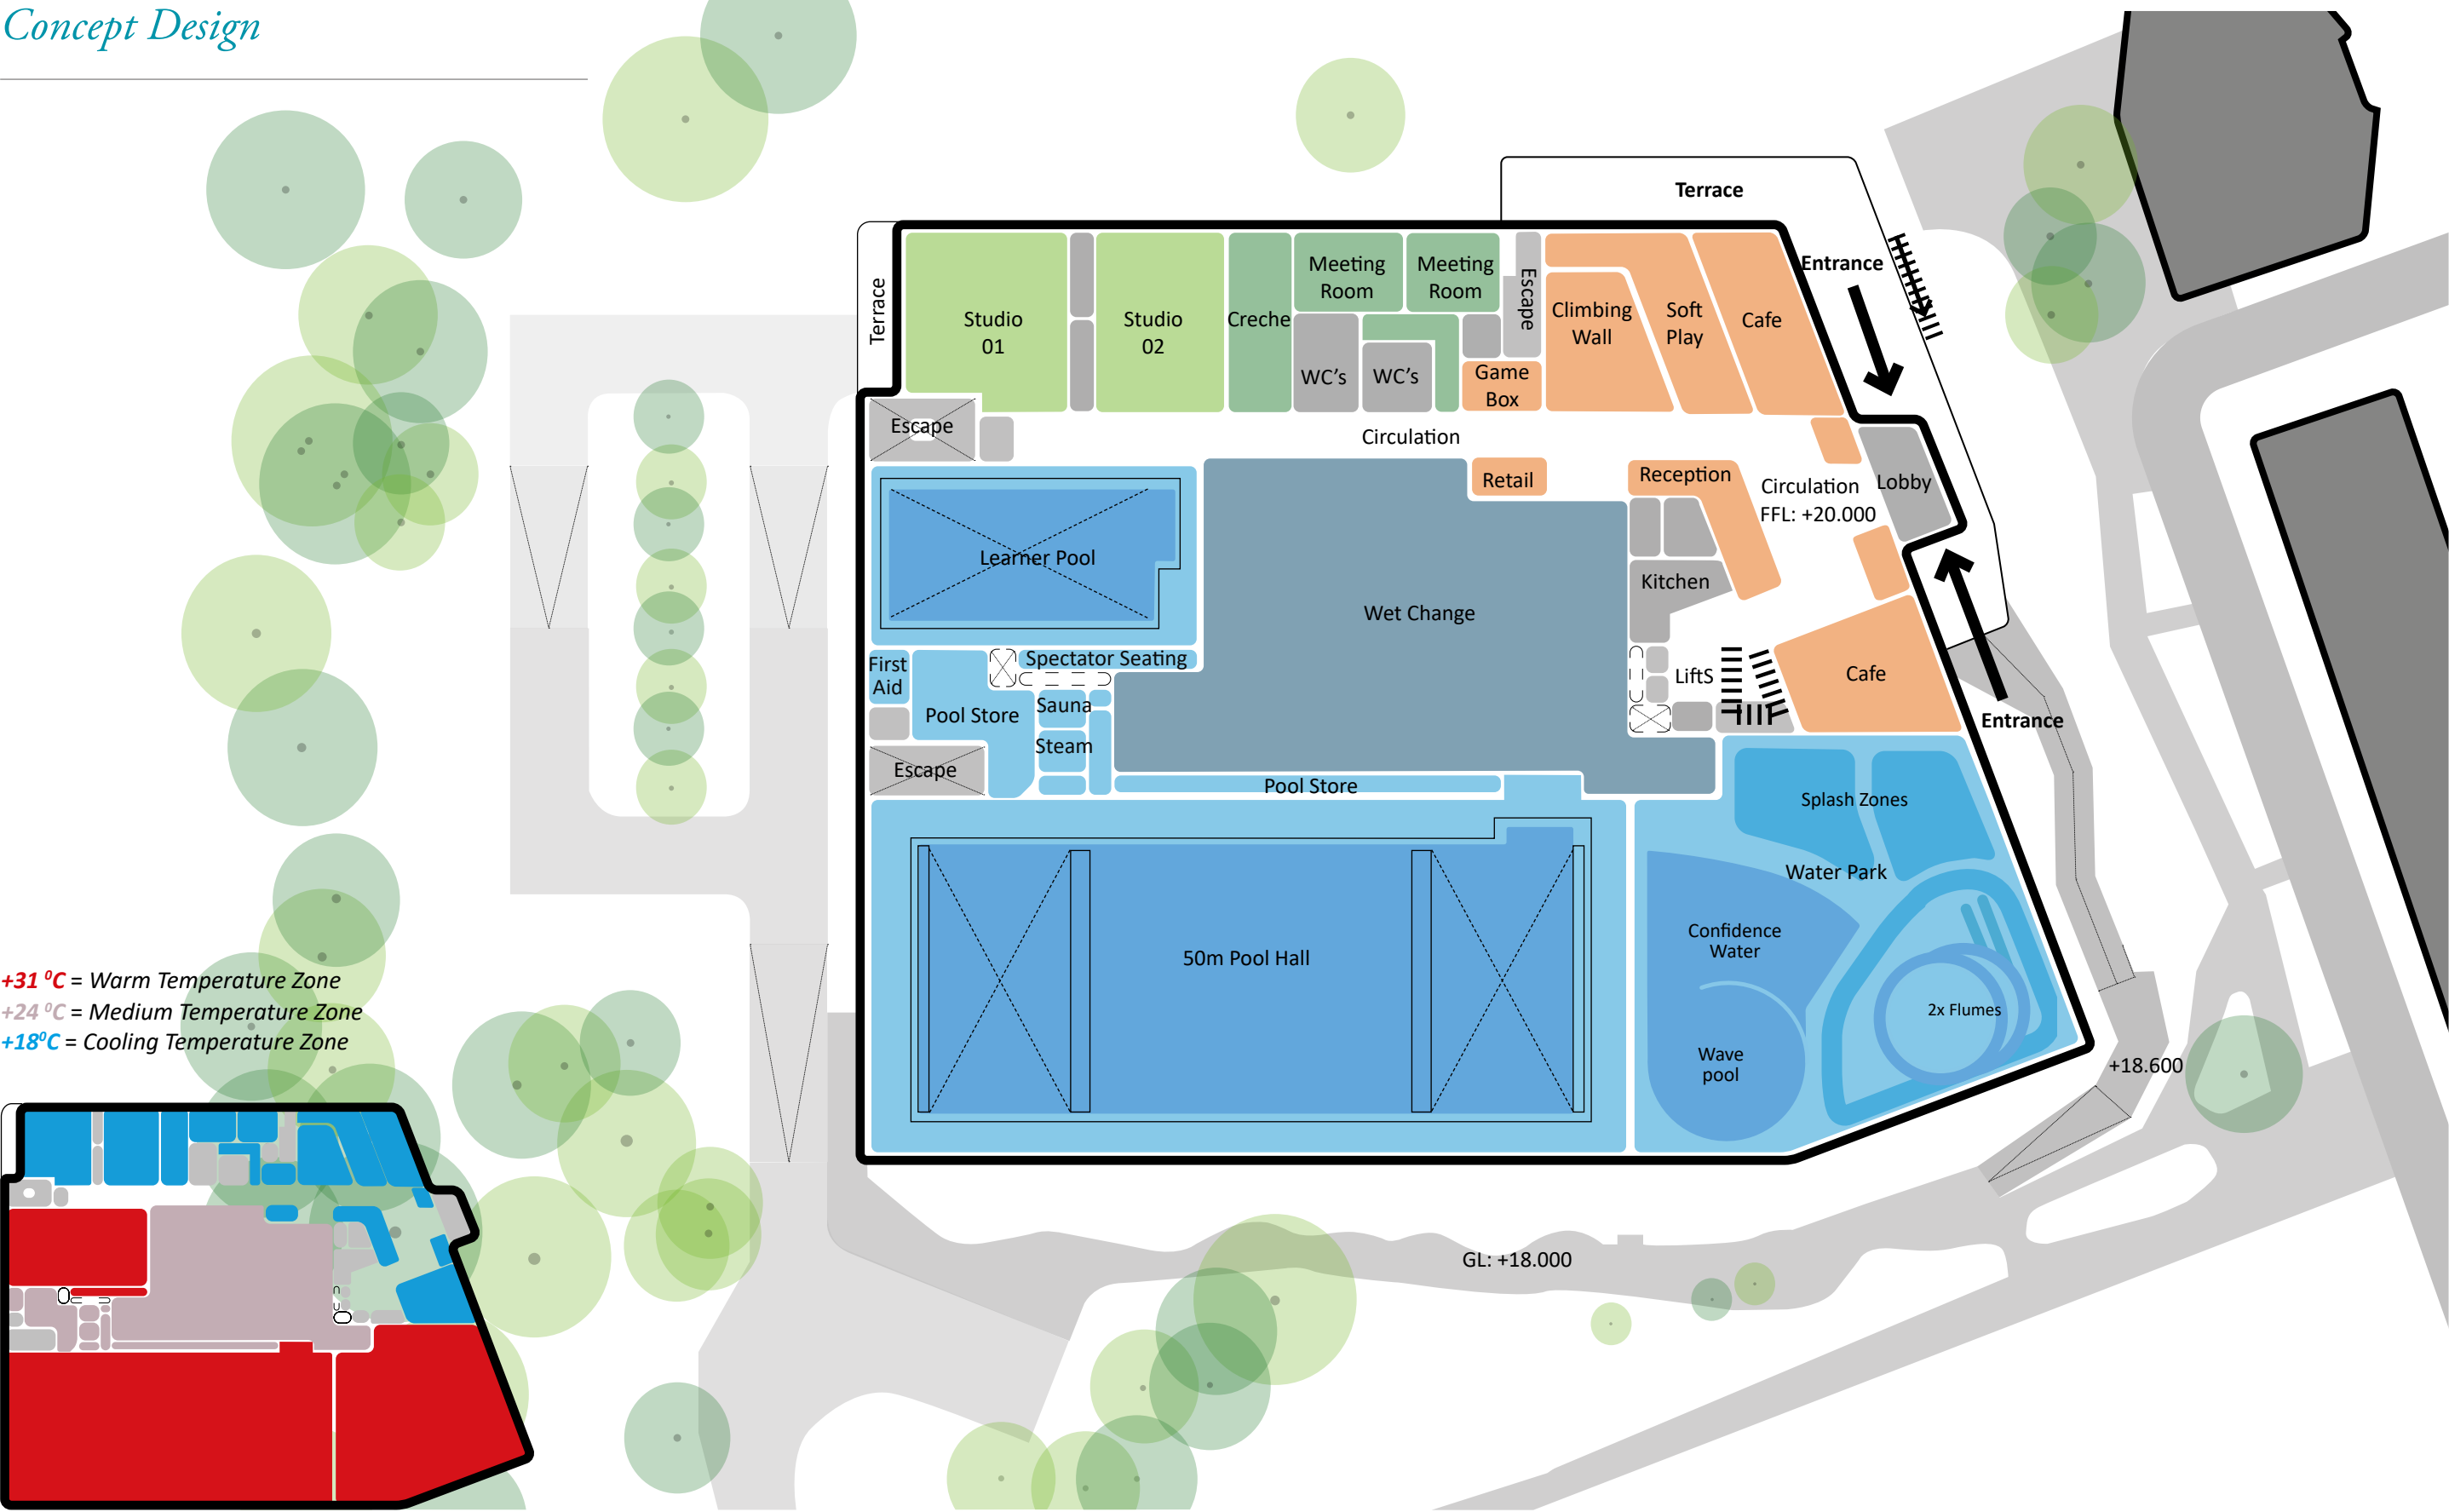 Concept Design
Terrace
Terrace
Entrance
Studio
01
Studio
02
Creche
Meeting
Room
Meeting
Room
Escape
Climbing
Wall
Soft
Play
Cafe
WC’s
WC’s
Game
Box
Escape
Circulation
Retail
Reception
Circulation
FFL: +20.000
Lobby
Learner Pool
Wet Change
Kitchen
First
Aid
Spectator Seating
Pool Store
Sauna
Steam
LiftS
Cafe
Entrance
Escape
Pool Store
Splash Zones
Water Park
50m Pool Hall
Confidence
Water
2x Flumes
Wave
pool
+18.600
GL: +18.000
+31 ⁰C = Warm Temperature Zone
+24 ⁰C = Medium Temperature Zone
+18⁰C = Cooling Temperature Zone